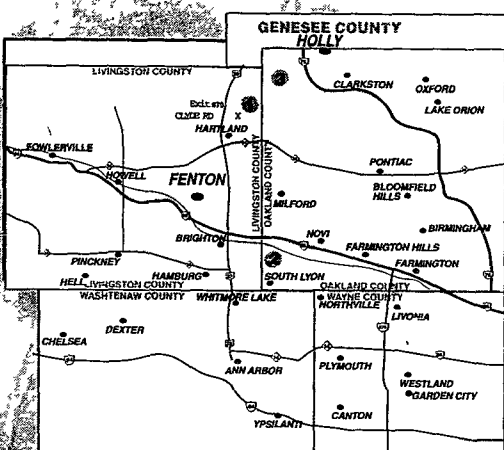 GENESEE COUNTY
HOLLY
LIVINGSTON COUNTY
CLARKSTON
OXFORD
LAKE ORION
CLYDE RD X
HARTLAND
LIVINGSTON COUNTY
OAKLAND COUNTY
FOWLERVILLE
HOWELL
FENTON
PONTIAC
BLOOMFIELD
HILLS
MILFORD
BRIGHTON
NOVI
BIRMINGHAM
FARMINGTON HILLS
FARMINGTON
PINCKNEY
HELL
HAMBURG
SOUTH LYON
LIVINGSTON COUNTY
WASHTENAW COUNTY
OAKLAND COUNTY
WAYNE COUNTY
WHITMORE LAKE
NORTHVILLE
LIVONIA
CHELSEA
DEXTER
ANN ARBOR
PLYMOUTH
WESTLAND
GARDEN CITY
CANTON
YPSILANTI